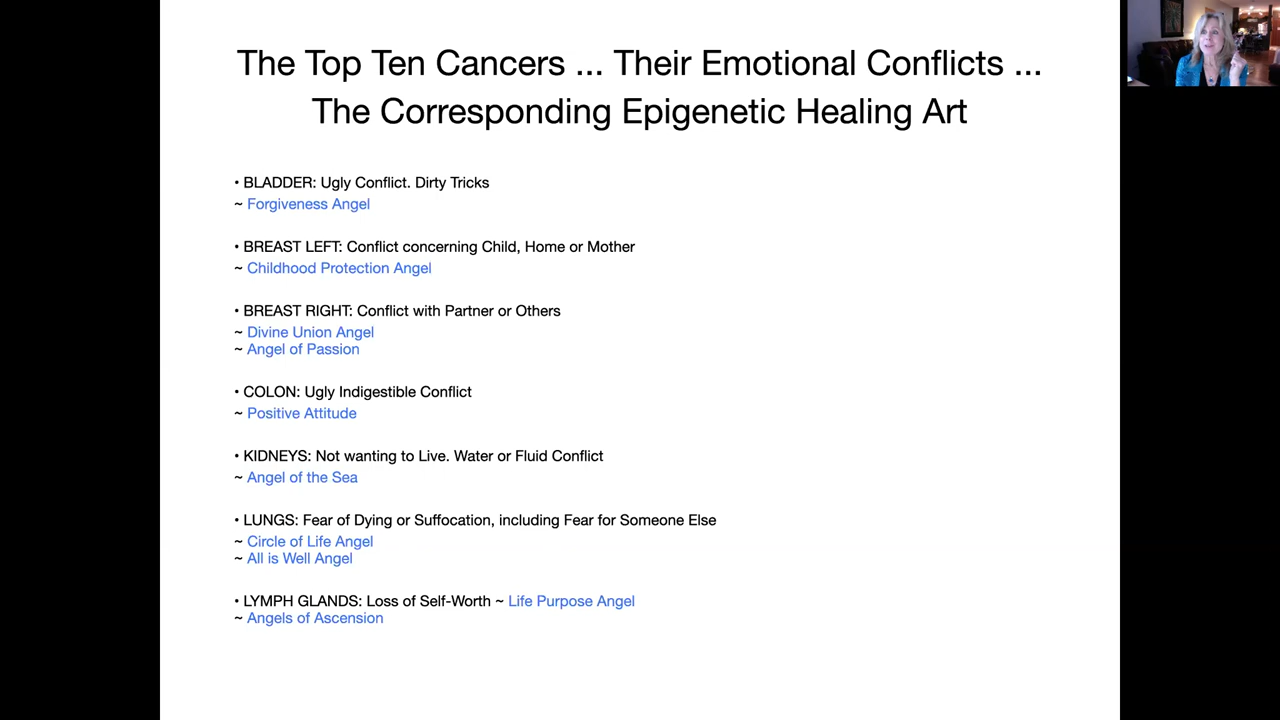 The Top Ten Cancers ... Their Emotional Conflicts ...
The Corresponding Epigenetic Healing Art
• BLADDER: Ugly Conflict. Dirty Tricks
~ Forgiveness Angel
• BREAST LEFT: Conflict concerning Child, Home or Mother
~ Childhood Protection Angel
• BREAST RIGHT: Conflict with Partner or Others
~ Divine Union Angel
~ Angel of Passion
• COLON: Ugly Indigestible Conflict
~ Positive Attitude
• KIDNEYS: Not wanting to Live. Water or Fluid Conflict
~ Angel of the Sea
• LUNGS: Fear of Dying or Suffocation, including Fear for Someone Else
~ Circle of Life Angel
~ All is Well Angel
• LYMPH GLANDS: Loss of Self-Worth ~ Life Purpose Angel
~ Angels of Ascension